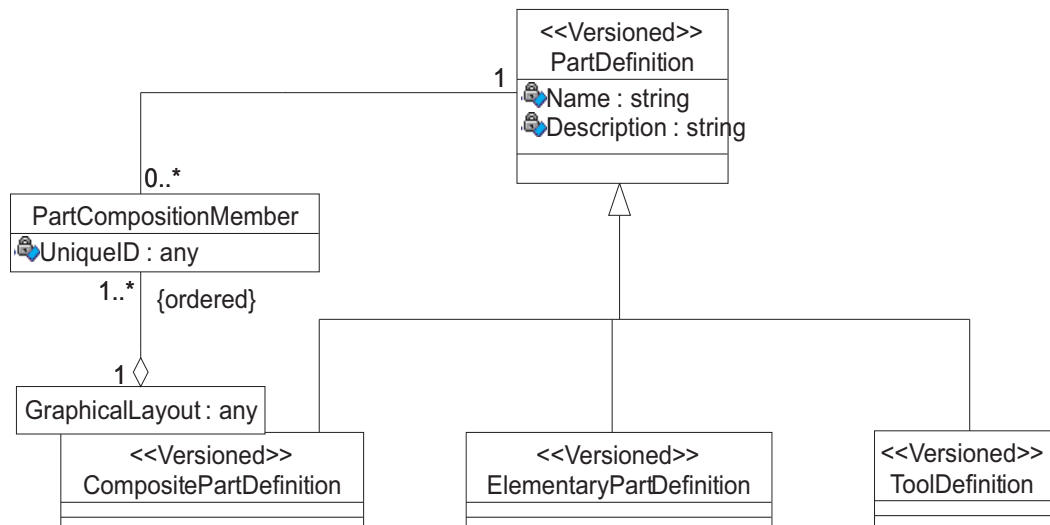 <<Versioned>>
PartDefinition
1
Name : string
Description : string
0..*
PartCompositionMember
UniqueID : any
1..*
{ordered}
1
GraphicalLayout : any
<<Versioned>>
CompositePartDefinition
<<Versioned>>
ElementaryPartDefinition
<<Versioned>>
ToolDefinition